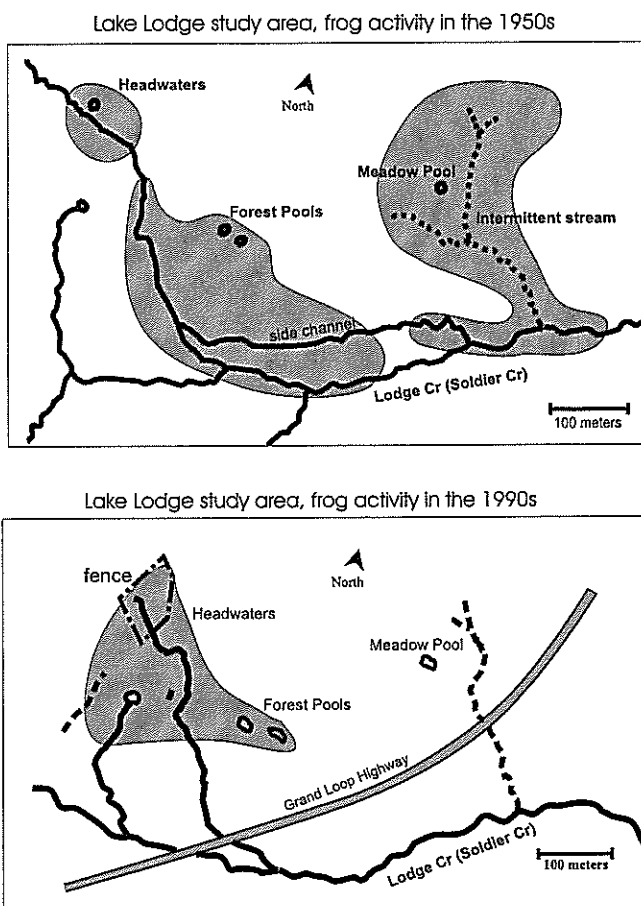 Lake Lodge study area, frog activity in the 1950s
Headwaters
North
Meadow Pool
Forest Pools
Intermittent stream
side channel
Lodge Cr (Soldier Cr)
100 meters
Lake Lodge study area, frog activity in the 1990s
fence
North
Headwaters
Meadow Pool
Forest Pools
Grand Loop Highway
Lodge Cr (Soldier Cr)
100 meters